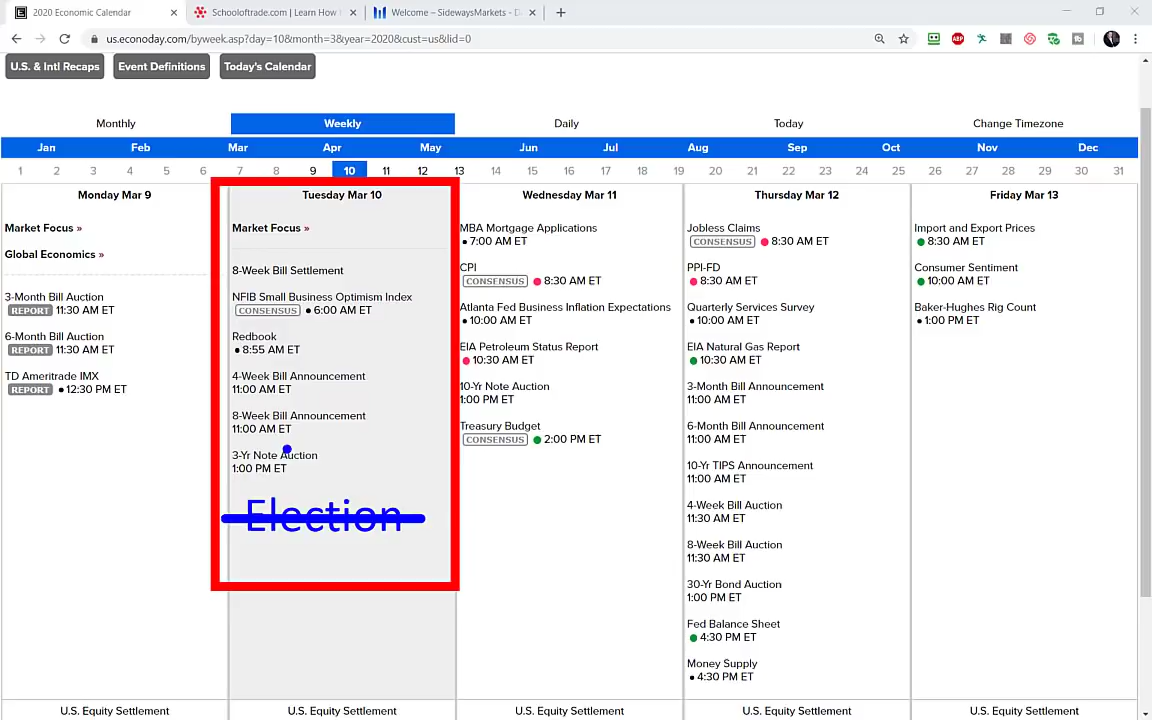 2020 Economic Calendar
Schooloftrade.com | Learn How
Welcome – SidewaysMarkets - D
us.econoday.com/byweek.asp?day=10&month=3&year=2020&cust=us&lid=0
U.S. & Intl Recaps
Event Definitions
Today's Calendar
Monthly
Weekly
Daily
Today
Change Timezone
Jan Feb Mar Apr May Jun Jul Aug Sep Oct Nov Dec
1 2 3 4 5 6 7 8 9 10 11 12 13 14 15 16 17 18 19 20 21 22 23 24 25 26 27 28 29 30 31
Monday Mar 9
Market Focus »
Global Economics »
3-Month Bill Auction
REPORT 11:30 AM ET
6-Month Bill Auction
REPORT 11:30 AM ET
TD Ameritrade IMX
REPORT 12:30 PM ET
U.S. Equity Settlement
Tuesday Mar 10
Market Focus »
8-Week Bill Settlement
NFIB Small Business Optimism Index
CONSENSUS 6:00 AM ET
Redbook
8:55 AM ET
4-Week Bill Announcement
11:00 AM ET
8-Week Bill Announcement
11:00 AM ET
3-Yr Note Auction
1:00 PM ET
Election
U.S. Equity Settlement
Wednesday Mar 11
MBA Mortgage Applications
7:00 AM ET
CPI
CONSENSUS 8:30 AM ET
Atlanta Fed Business Inflation Expectations
10:00 AM ET
EIA Petroleum Status Report
10:30 AM ET
10-Yr Note Auction
1:00 PM ET
Treasury Budget
CONSENSUS 2:00 PM ET
U.S. Equity Settlement
Thursday Mar 12
Jobless Claims
CONSENSUS 8:30 AM ET
PPI-FD
8:30 AM ET
Quarterly Services Survey
10:00 AM ET
EIA Natural Gas Report
10:30 AM ET
3-Month Bill Announcement
11:00 AM ET
6-Month Bill Announcement
11:00 AM ET
10-Yr TIPS Announcement
11:00 AM ET
4-Week Bill Auction
11:30 AM ET
8-Week Bill Auction
11:30 AM ET
30-Yr Bond Auction
1:00 PM ET
Fed Balance Sheet
4:30 PM ET
Money Supply
4:30 PM ET
U.S. Equity Settlement
Friday Mar 13
Import and Export Prices
8:30 AM ET
Consumer Sentiment
10:00 AM ET
Baker-Hughes Rig Count
1:00 PM ET
U.S. Equity Settlement